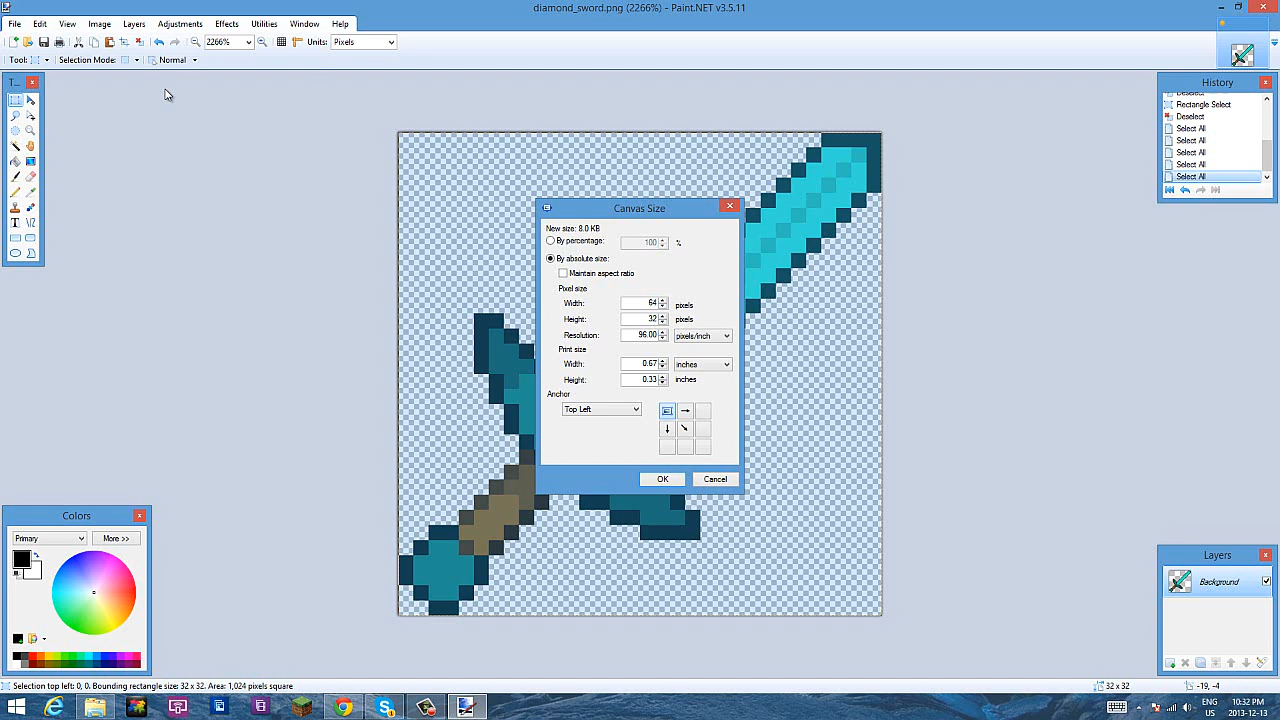 diamond_sword.png (2266%) - Paint.NET v3.5.11
File Edit View Image Layers Adjustments Effects Utilities Window Help
2266% Units: Pixels
Tool: Selection Mode: Normal
T...
History
Deselect
Rectangle Select
Deselect
Select All
Select All
Select All
Select All
Select All
Canvas Size
New size: 8.0 KB
By percentage: 100 %
By absolute size:
Maintain aspect ratio
Pixel size
Width: 64 pixels
Height: 32 pixels
Resolution: 96.00 pixels/inch
Print size
Width: 0.67 inches
Height: 0.33 inches
Anchor
Top Left
OK Cancel
Colors
Primary More >>
Layers
Background
Selection top left: 0, 0. Bounding rectangle size: 32 x 32. Area: 1,024 pixels square
32 x 32
-19, -4
ENG 10:32 PM
US 2013-12-13